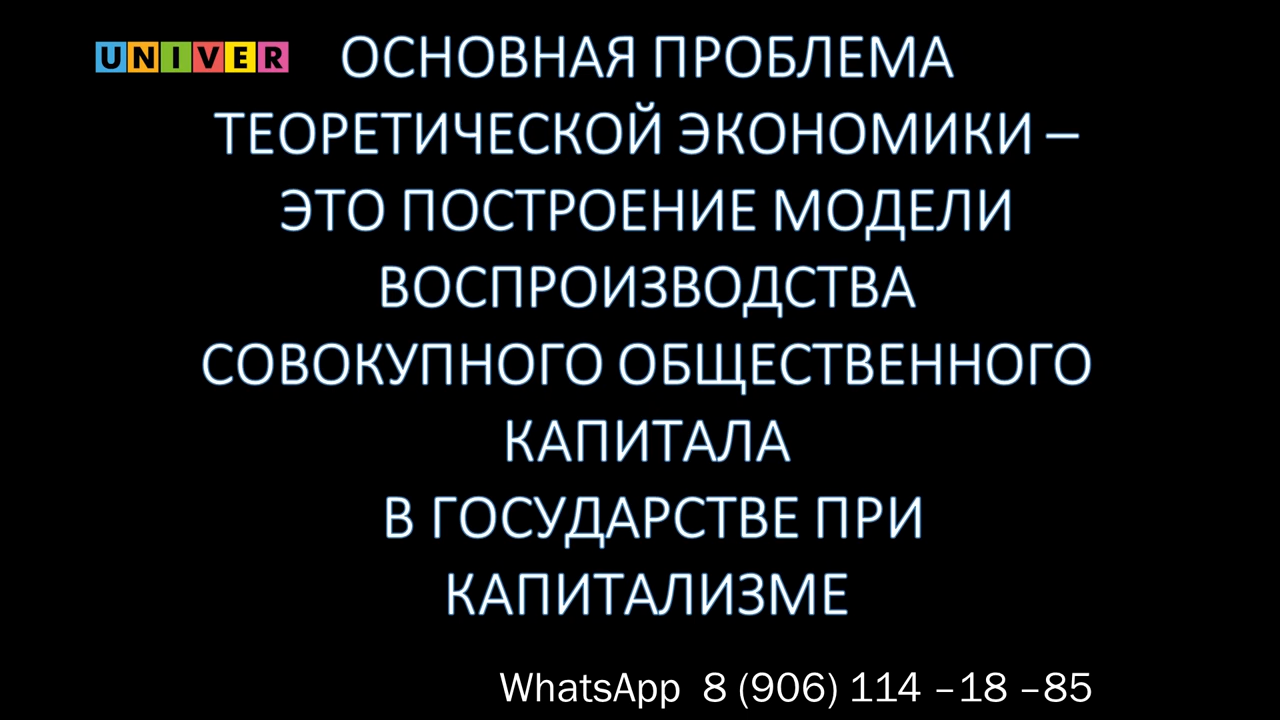 UNIVER
ОСНОВНАЯ ПРОБЛЕМА
ТЕОРЕТИЧЕСКОЙ ЭКОНОМИКИ –
ЭТО ПОСТРОЕНИЕ МОДЕЛИ
ВОСПРОИЗВОДСТВА
СОВОКУПНОГО ОБЩЕСТВЕННОГО
КАПИТАЛА
В ГОСУДАРСТВЕ ПРИ
КАПИТАЛИЗМЕ
WhatsApp 8 (906) 114 –18 –85